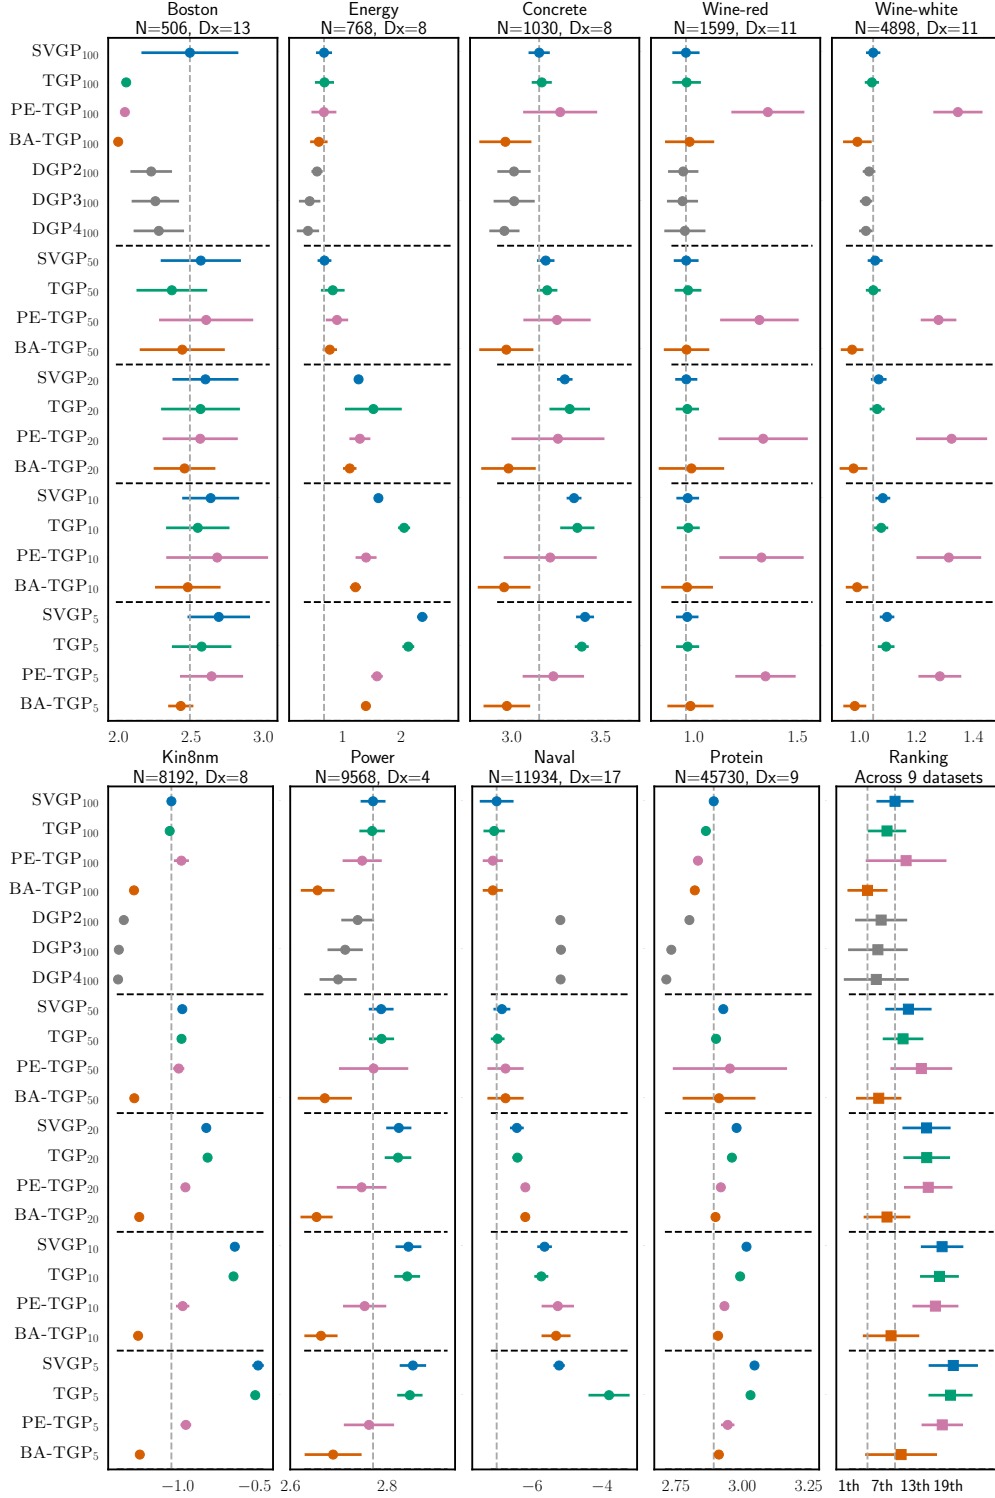 Boston
N=506, Dx=13
Energy
N=768, Dx=8
Concrete
N=1030, Dx=8
Wine-red
N=1599, Dx=11
Wine-white
N=4898, Dx=11
SVGP₁₀₀
TGP₁₀₀
PE-TGP₁₀₀
BA-TGP₁₀₀
DGP2₁₀₀
DGP3₁₀₀
DGP4₁₀₀
SVGP₅₀
TGP₅₀
PE-TGP₅₀
BA-TGP₅₀
SVGP₂₀
TGP₂₀
PE-TGP₂₀
BA-TGP₂₀
SVGP₁₀
TGP₁₀
PE-TGP₁₀
BA-TGP₁₀
SVGP₅
TGP₅
PE-TGP₅
BA-TGP₅
2.0 2.5 3.0 1 2 3.0 3.5 1.0 1.5 1.0 1.2 1.4
Kin8nm
N=8192, Dx=8
Power
N=9568, Dx=4
Naval
N=11934, Dx=17
Protein
N=45730, Dx=9
Ranking
Across 9 datasets
SVGP₁₀₀
TGP₁₀₀
PE-TGP₁₀₀
BA-TGP₁₀₀
DGP2₁₀₀
DGP3₁₀₀
DGP4₁₀₀
SVGP₅₀
TGP₅₀
PE-TGP₅₀
BA-TGP₅₀
SVGP₂₀
TGP₂₀
PE-TGP₂₀
BA-TGP₂₀
SVGP₁₀
TGP₁₀
PE-TGP₁₀
BA-TGP₁₀
SVGP₅
TGP₅
PE-TGP₅
BA-TGP₅
−1.0 −0.5 2.6 2.8 −6 −4 2.75 3.00 3.25 1th 7th 13th 19th